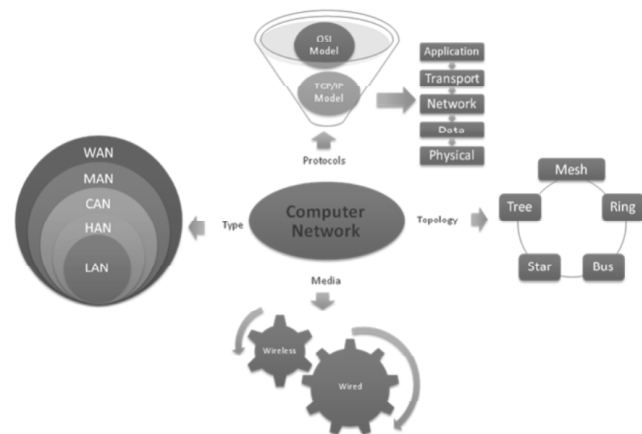 OSI
Model
TCP/IP
Model
Application
Transport
Network
Data
Physical
Protocols
WAN
MAN
CAN
HAN
LAN
Type
Computer
Network
Topology
Mesh
Tree
Ring
Star
Bus
Media
Wireless
Wired